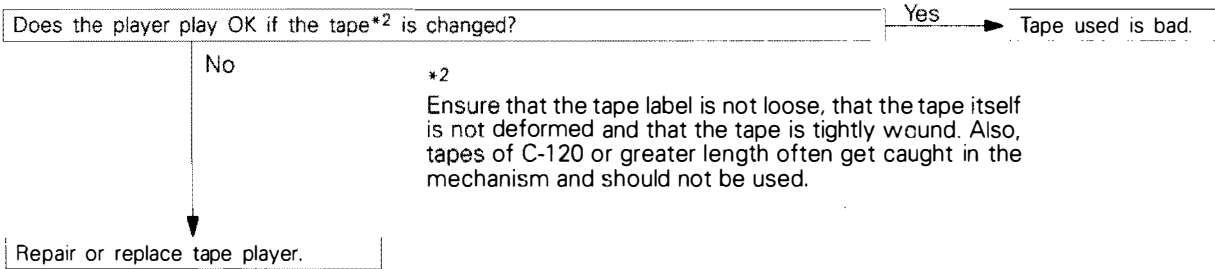 Does the player play OK if the tape*2 is changed?
Yes
Tape used is bad.
No
*2
Ensure that the tape label is not loose, that the tape itself
is not deformed and that the tape is tightly wound. Also,
tapes of C-120 or greater length often get caught in the
mechanism and should not be used.
Repair or replace tape player.